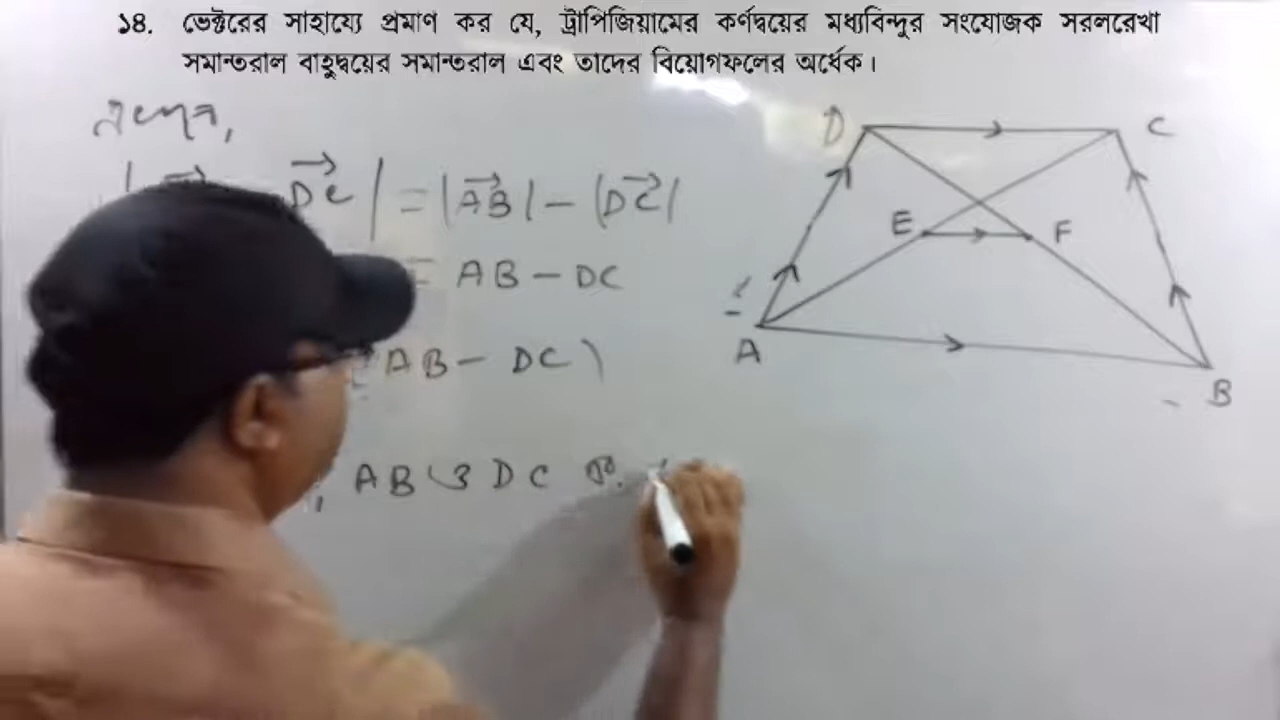 ১৪. ভেক্টরের সাহায্যে প্রমাণ কর যে, ট্রাপিজিয়ামের কর্ণদ্বয়ের মধ্যবিন্দুর সংযোজক সরলরেখা
সমান্তরাল বাহুদ্বয়ের সমান্তরাল এবং তাদের বিয়োগফলের অর্ধেক।
DC| = |AB| - |DC|
= AB - DC
AB - DC)
, AB ও DC
D
C
E
F
A
B